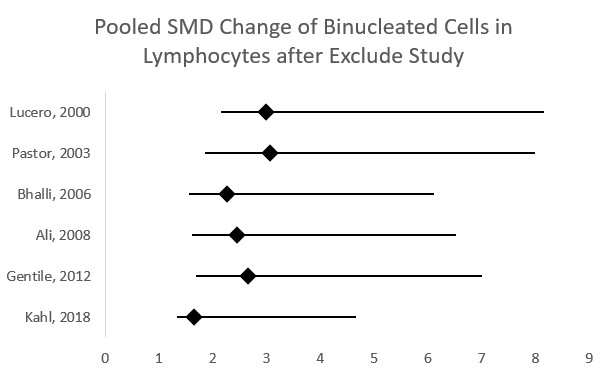 Pooled SMD Change of Binucleated Cells in
Lymphocytes after Exclude Study
Lucero, 2000
Pastor, 2003
Bhalli, 2006
Ali, 2008
Gentile, 2012
Kahl, 2018
0 1 2 3 4 5 6 7 8 9